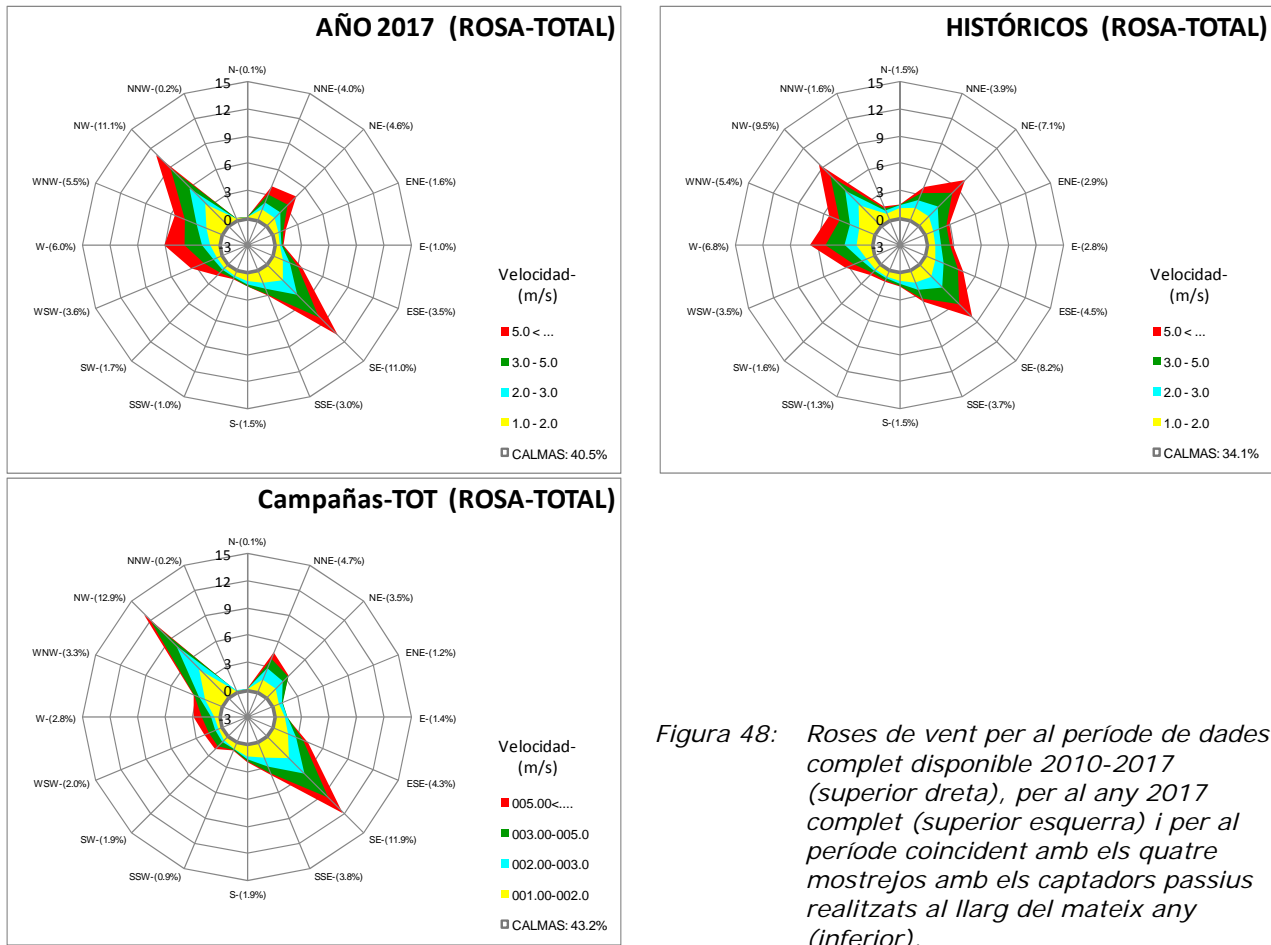 AÑO 2017 (ROSA-TOTAL)
N-(0.1%)
NNE-(4.0%)
NE-(4.6%)
ENE-(1.6%)
E-(1.0%)
ESE-(3.5%)
SE-(11.0%)
SSE-(3.0%)
S-(1.5%)
SSW-(1.0%)
SW-(1.7%)
WSW-(3.6%)
W-(6.0%)
WNW-(5.5%)
NW-(11.1%)
NNW-(0.2%)
15
12
9
6
3
0
-3
Velocidad-
(m/s)
5.0 < ...
3.0 - 5.0
2.0 - 3.0
1.0 - 2.0
CALMAS: 40.5%
HISTÓRICOS (ROSA-TOTAL)
N-(1.5%)
NNE-(3.9%)
NE-(7.1%)
ENE-(2.9%)
E-(2.8%)
ESE-(4.5%)
SE-(8.2%)
SSE-(3.7%)
S-(1.5%)
SSW-(1.3%)
SW-(1.6%)
WSW-(3.5%)
W-(6.8%)
WNW-(5.4%)
NW-(9.5%)
NNW-(1.6%)
15
12
9
6
3
0
-3
Velocidad-
(m/s)
5.0 < ...
3.0 - 5.0
2.0 - 3.0
1.0 - 2.0
CALMAS: 34.1%
Campañas-TOT (ROSA-TOTAL)
N-(0.1%)
NNE-(4.7%)
NE-(3.5%)
ENE-(1.2%)
E-(1.4%)
ESE-(4.3%)
SE-(11.9%)
SSE-(3.8%)
S-(1.9%)
SSW-(0.9%)
SW-(1.9%)
WSW-(2.0%)
W-(2.8%)
WNW-(3.3%)
NW-(12.9%)
NNW-(0.2%)
15
12
9
6
3
0
-3
Velocidad-
(m/s)
005.00<....
003.00-005.0
002.00-003.0
001.00-002.0
CALMAS: 43.2%
Figura 48: Roses de vent per al període de dades
complet disponible 2010-2017
(superior dreta), per al any 2017
complet (superior esquerra) i per al
període coincident amb els quatre
mostrejos amb els captadors passius
realitzats al llarg del mateix any
(inferior).